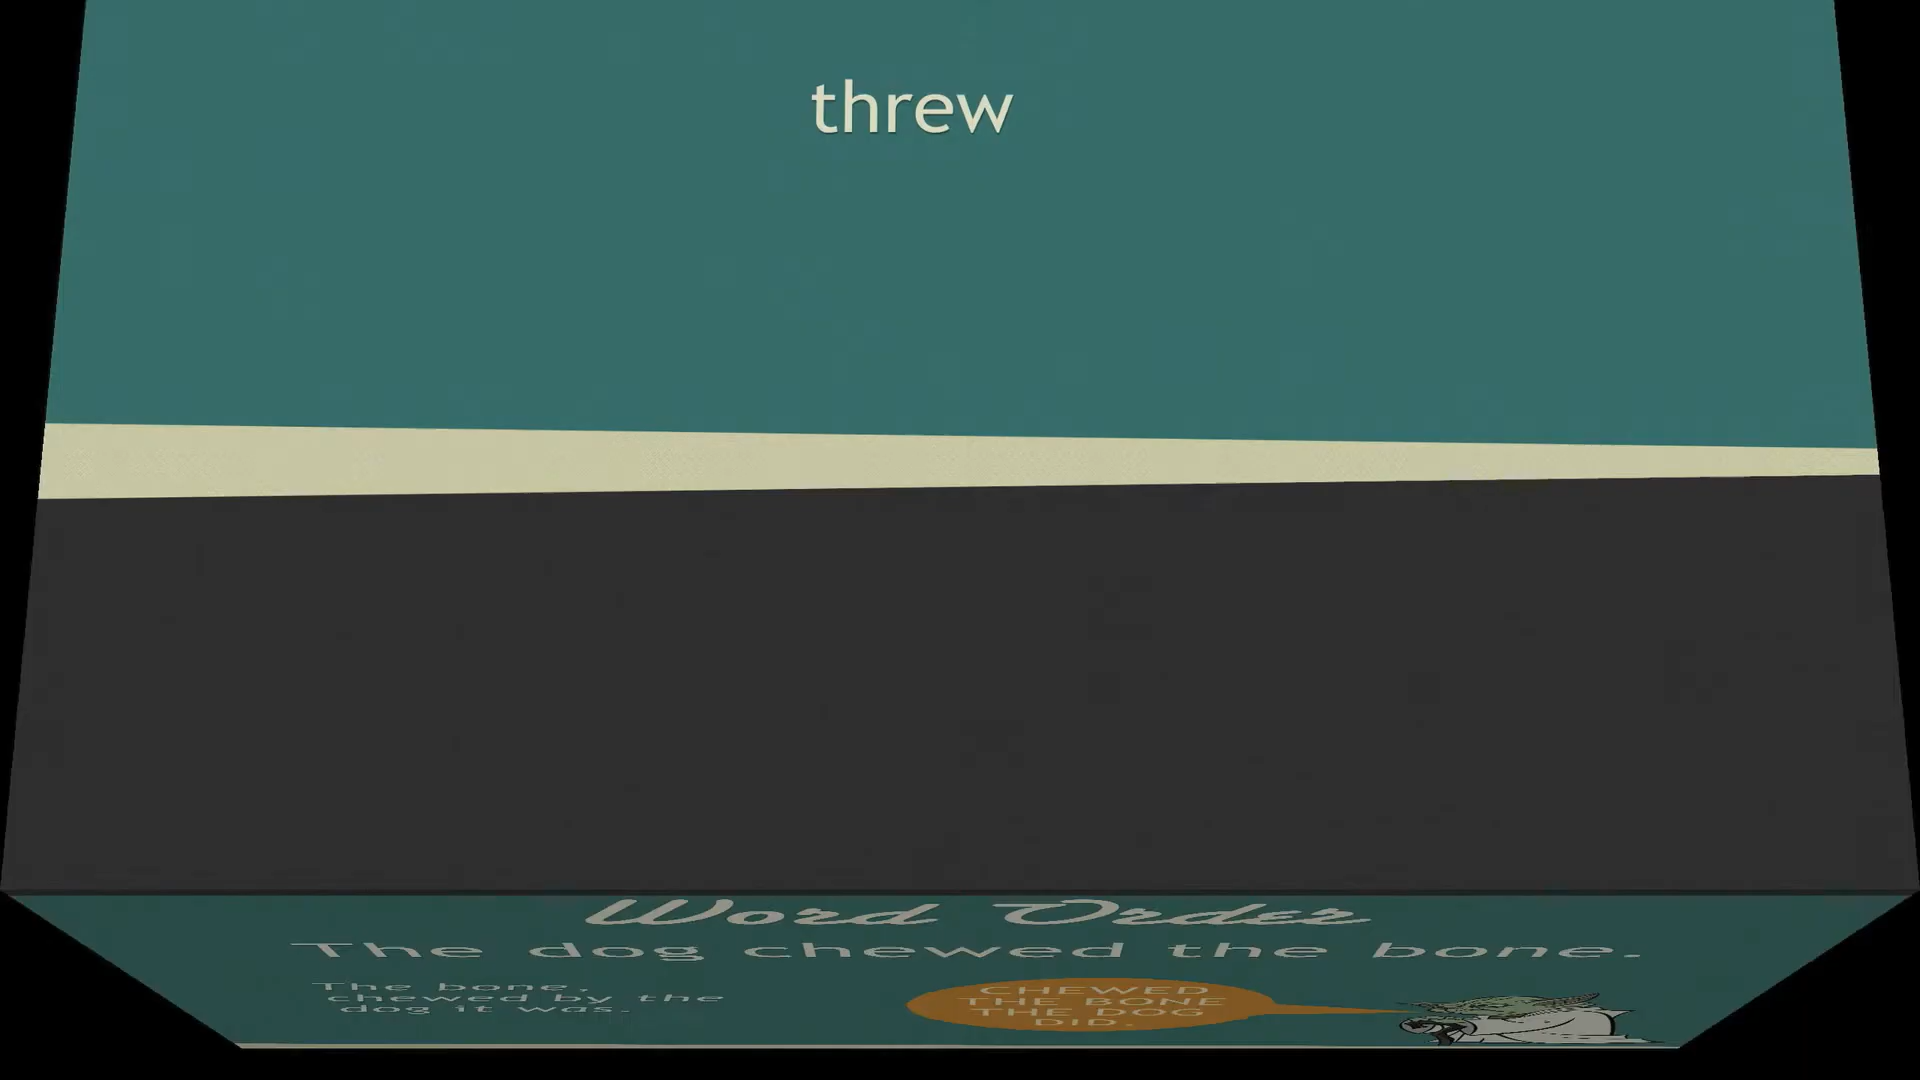 threw
Word Order
The dog chewed the bone.
The bone,
chewed by the
dog it was.
CHEWED
THE BONE
THE DOG
DID.